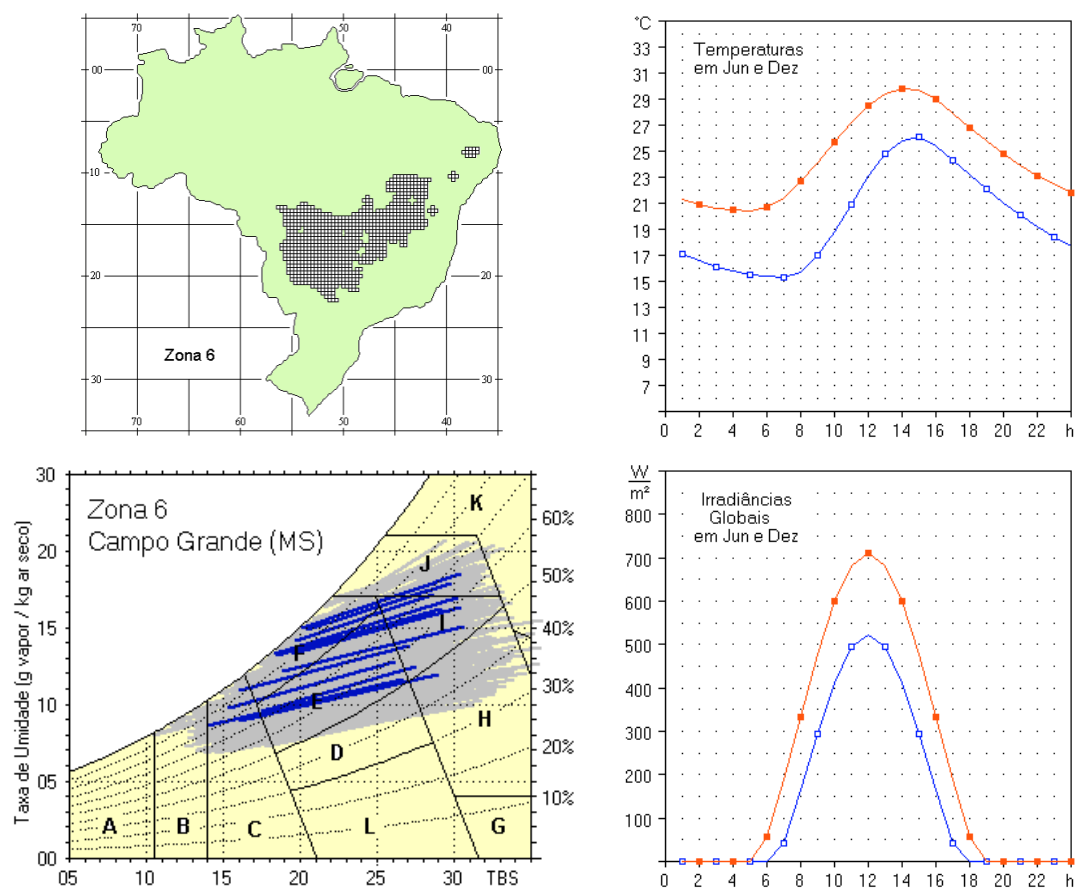 70
50
40
00
00
10
20
20
30
30
Zona 6
70
60
50
40
°C
Temperaturas
em Jun e Dez
33
31
29
27
25
23
21
19
17
15
13
11
9
7
0 2 4 6 8 10 12 14 16 18 20 22 h
Taxa de Umidade (g vapor / kg ar seco)
Zona 6
Campo Grande (MS)
30
25
20
15
10
05
00
60%
50%
40%
30%
20%
10%
K
J
I
F
E
H
D
A B C L G
05 10 15 20 25 30 TBS
W
m²
Irradiâncias
Globais
em Jun e Dez
800
700
600
500
400
300
200
100
0 2 4 6 8 10 12 14 16 18 20 22 h